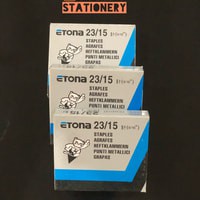 STATIONERY
ETONA 23/15
STAPLES
AGRAFES
HEFTKLAMMERN
PUNTI METALLICI
GRAPAS
ETONA 23/15
STAPLES
AGRAFES
HEFTKLAMMERN
PUNTI METALLICI
ETONA 23/15
STAPLES
AGRAFES
HEFTKLAMMERN
PUNTI METALLICI
GRAPAS